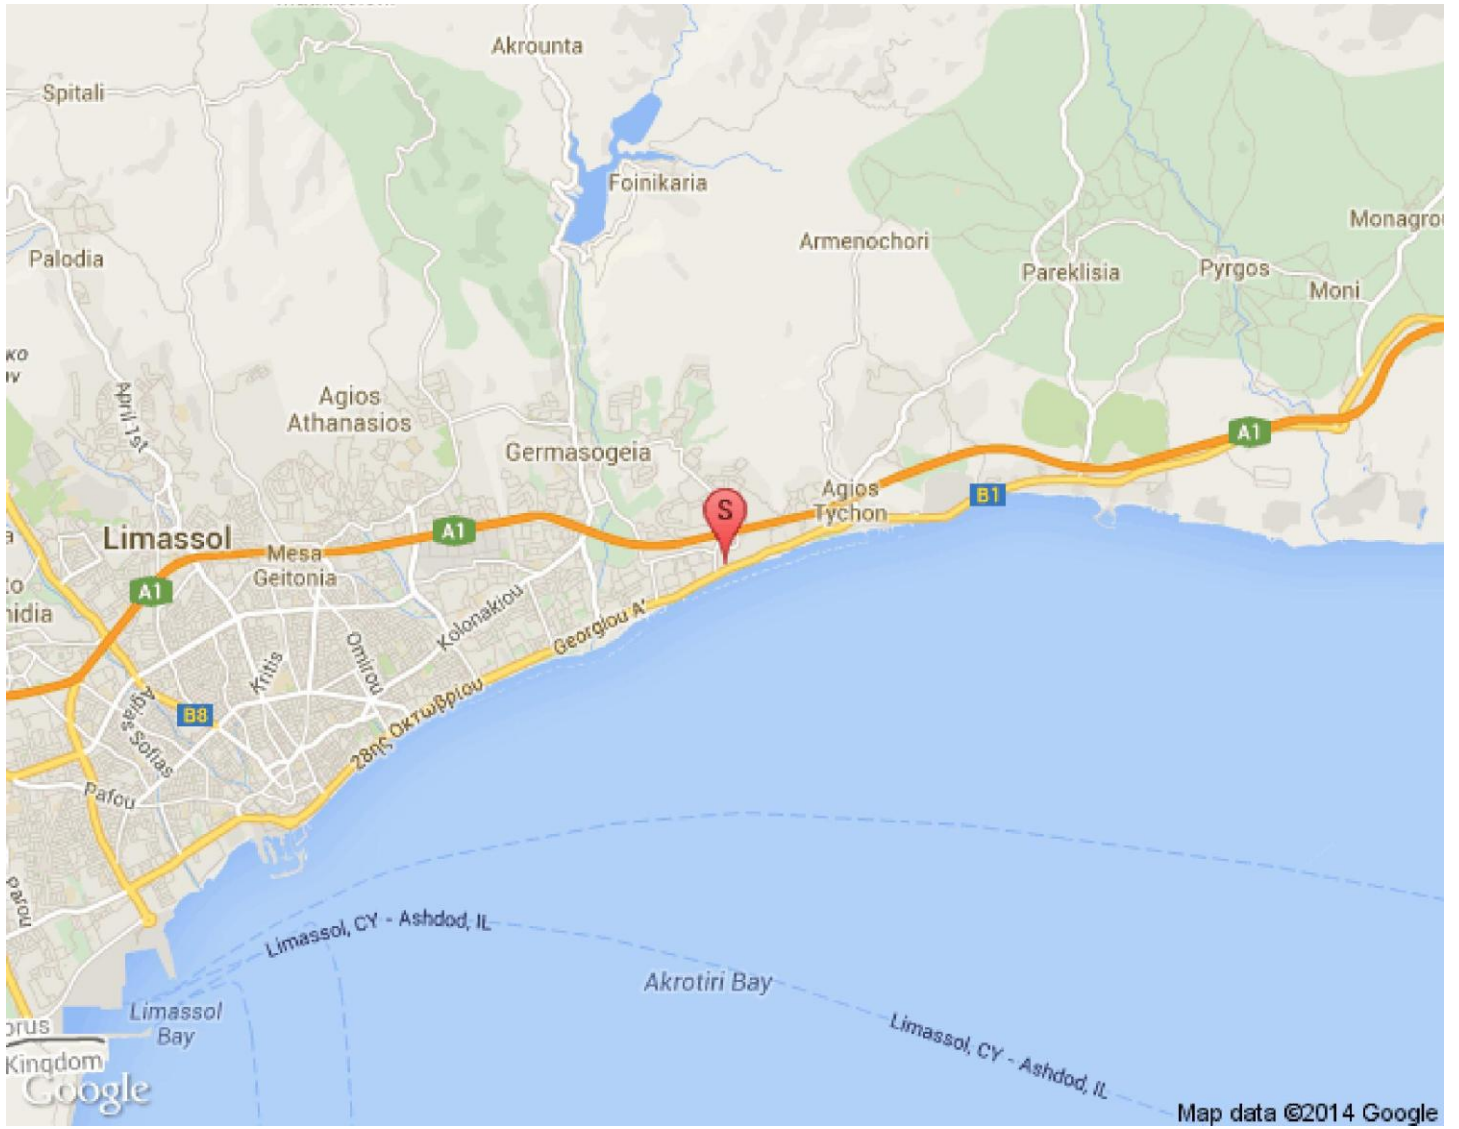 Akrounta
Spitali
Foinikaria
Monagrou
Armenochori
Palodia
Pareklisia
Pyrgos
Moni
April 1st
Agios
Athanasios
Germasogeia
A1
Agios
Tychon
B1
S
Limassol
A1
Mesa
Geitonia
A1
Kolonakiou
Georgiou A'
Omirou
Kritis
28ης Οκτωβρίου
B8
Agias Sofias
Pafou
Limassol, CY - Ashdod, IL
Akrotiri Bay
Limassol
Bay
Limassol, CY - Ashdod, IL
Kingdom
Google
Map data ©2014 Google